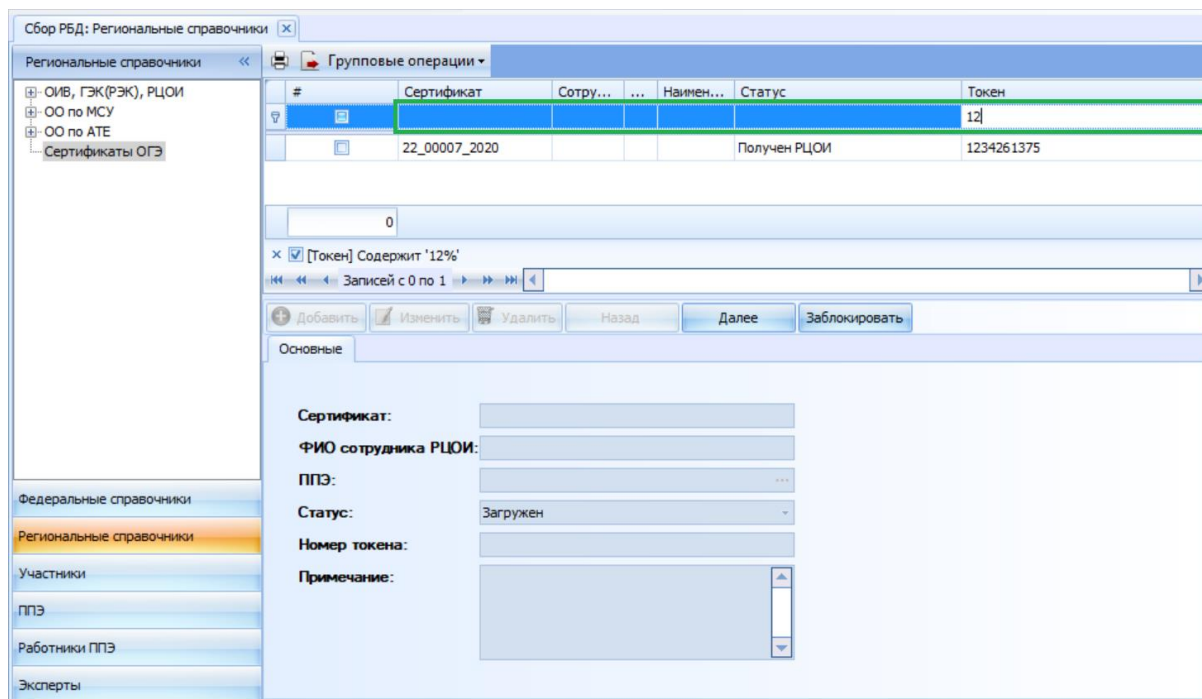 Сбор РБД: Региональные справочники
Региональные справочники
Групповые операции
ОИВ, ГЭК(РЭК), РЦОИ
ОО по МСУ
ОО по АТЕ
Сертификаты ОГЭ
# Сертификат Сотру... ... Наимен... Статус Токен
12
22_00007_2020 Получен РЦОИ 1234261375
0
[Токен] Содержит '12%'
Записей с 0 по 1
Добавить Изменить Удалить Назад Далее Заблокировать
Основные
Сертификат:
ФИО сотрудника РЦОИ:
ППЭ: ...
Статус: Загружен
Номер токена:
Примечание:
Федеральные справочники
Региональные справочники
Участники
ППЭ
Работники ППЭ
Эксперты